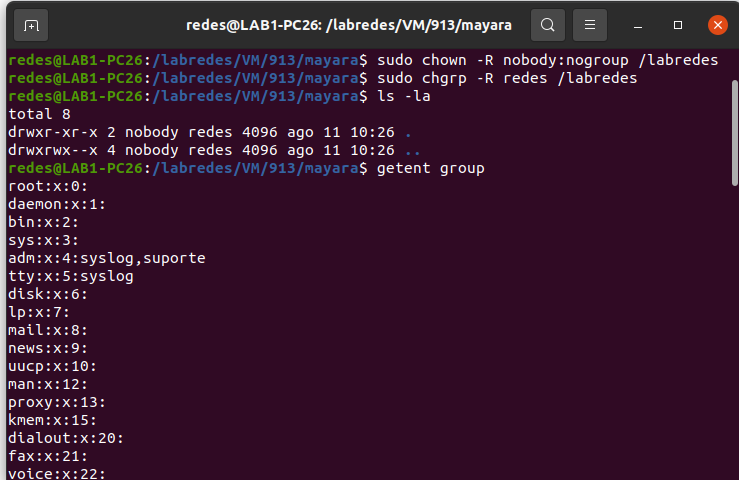 redes@LAB1-PC26: /labredes/VM/913/mayara
redes@LAB1-PC26:/labredes/VM/913/mayara$ sudo chown -R nobody:nogroup /labredes
redes@LAB1-PC26:/labredes/VM/913/mayara$ sudo chgrp -R redes /labredes
redes@LAB1-PC26:/labredes/VM/913/mayara$ ls -la
total 8
drwxr-xr-x 2 nobody redes 4096 ago 11 10:26 .
drwxrwx--x 4 nobody redes 4096 ago 11 10:26 ..
redes@LAB1-PC26:/labredes/VM/913/mayara$ getent group
root:x:0:
daemon:x:1:
bin:x:2:
sys:x:3:
adm:x:4:syslog,suporte
tty:x:5:syslog
disk:x:6:
lp:x:7:
mail:x:8:
news:x:9:
uucp:x:10:
man:x:12:
proxy:x:13:
kmem:x:15:
dialout:x:20:
fax:x:21:
voice:x:22: